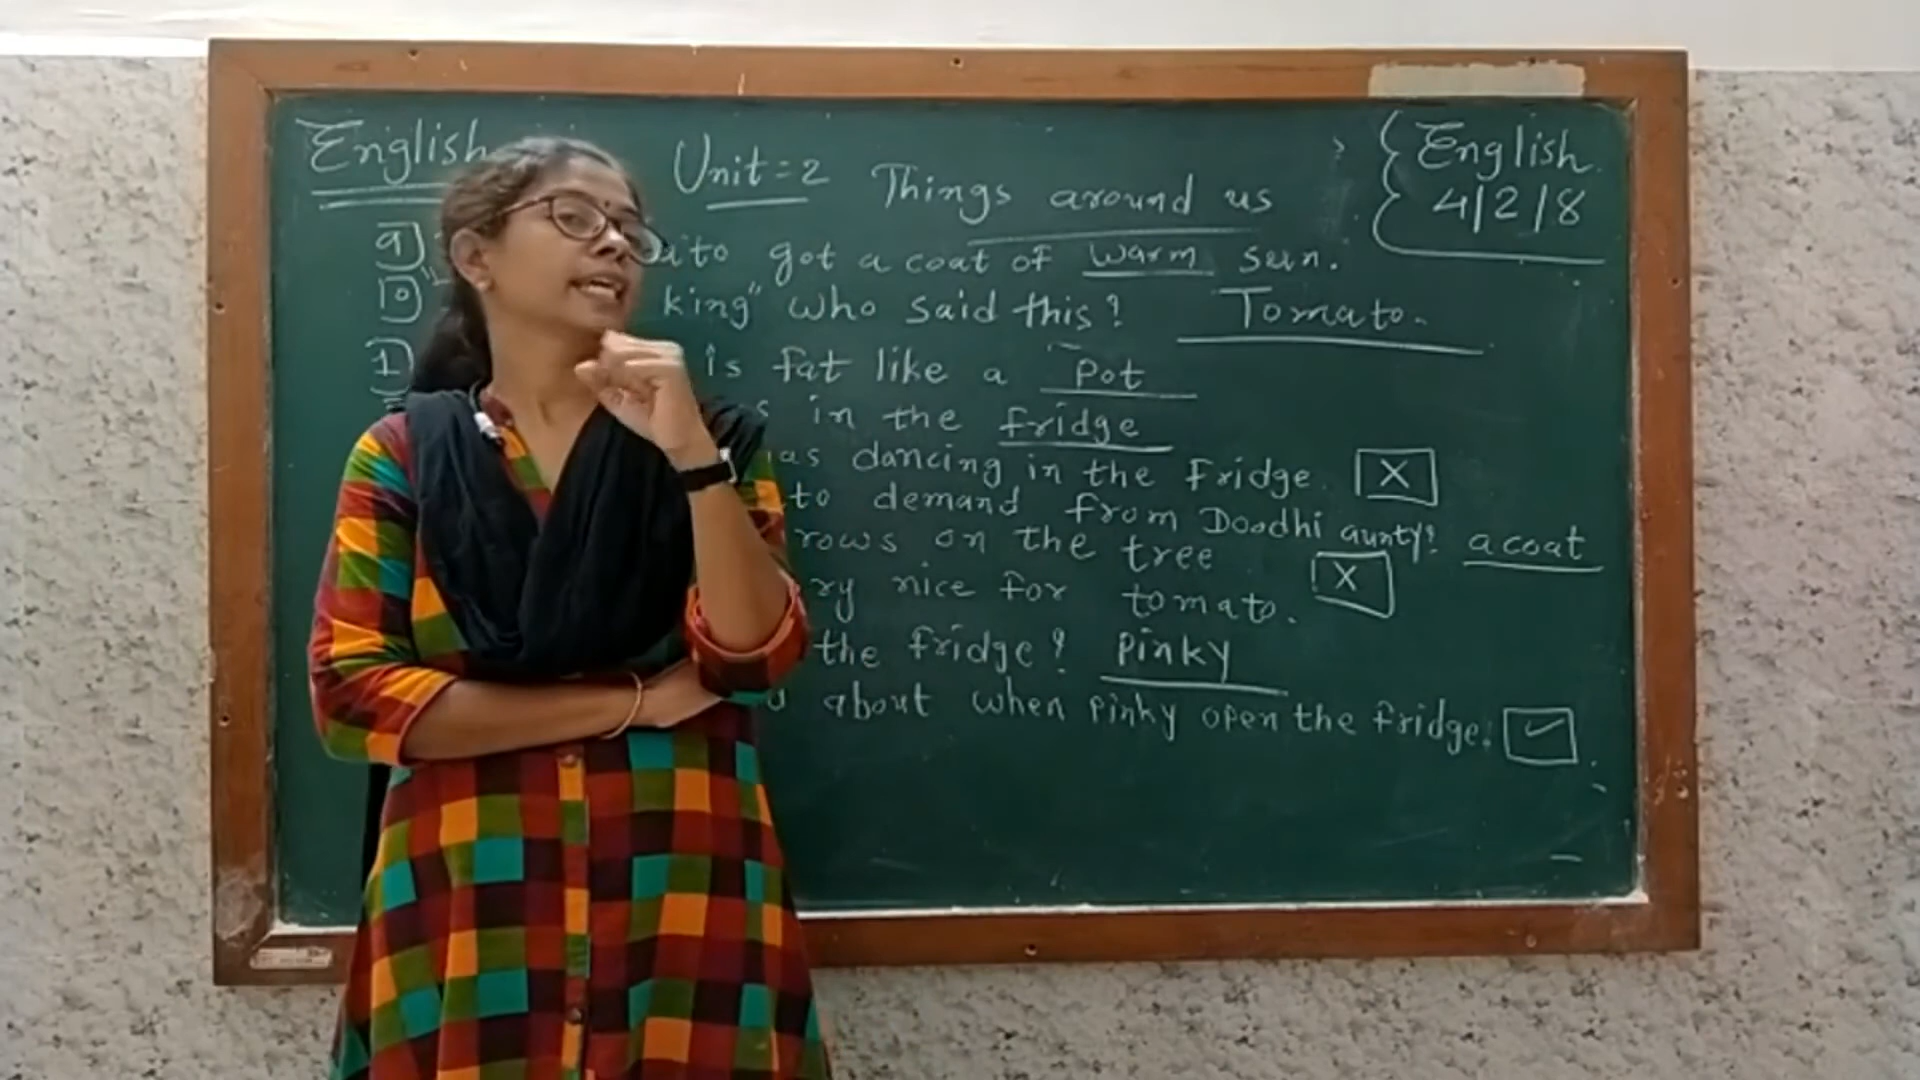 English
Unit=2 Things around us
English
4/2/8
9 ato got a coat of warm sun.
10 king" who said this? Tomato.
1 is fat like a Pot
s in the fridge
as dancing in the Fridge. X
to demand from Doodhi aunty? a coat
rows on the tree X
ry nice for tomato.
the fridge? Pinky
about when Pinky open the fridge. ✓